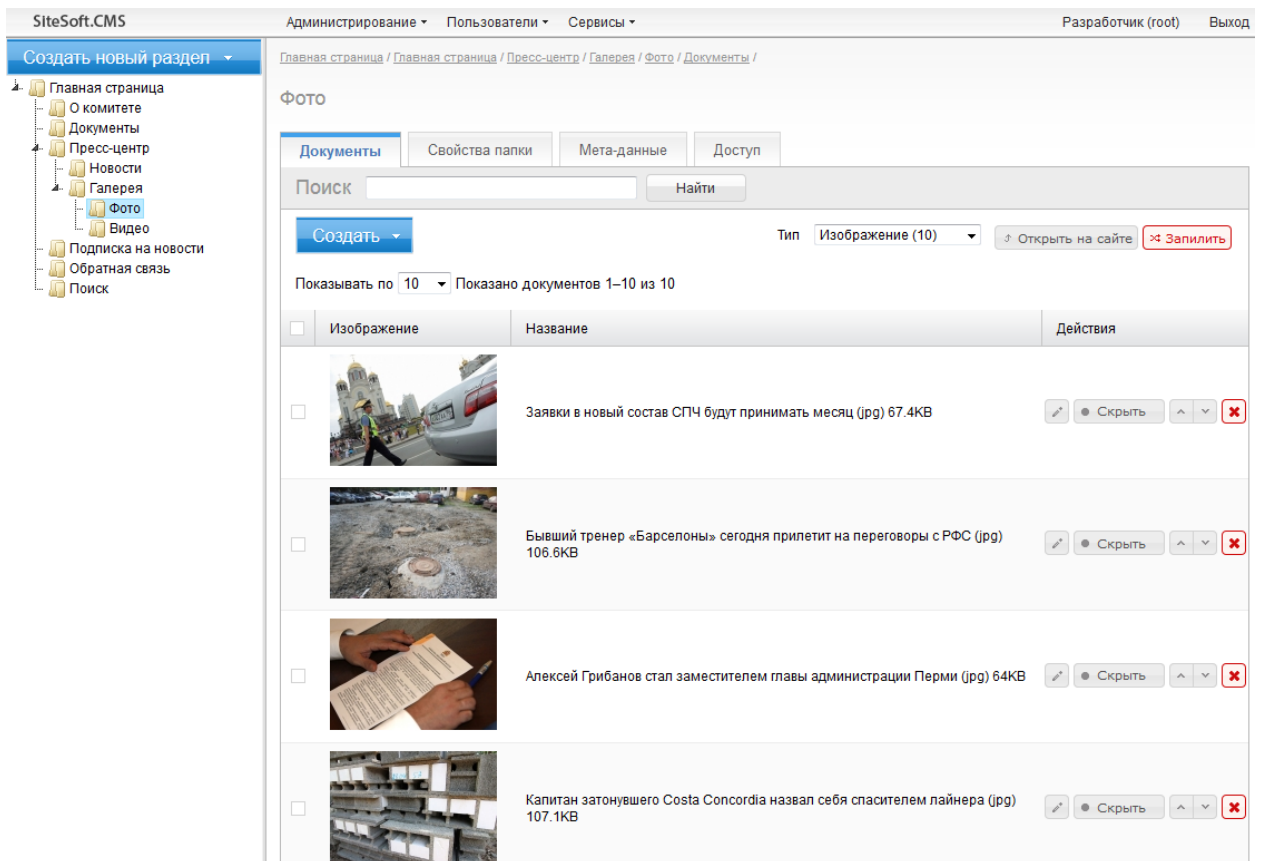 SiteSoft.CMS
Администрирование Пользователи Сервисы Разработчик (root) Выход
Создать новый раздел
Главная страница
О комитете
Документы
Пресс-центр
Новости
Галерея
Фото
Видео
Подписка на новости
Обратная связь
Поиск
Главная страница / Главная страница / Пресс-центр / Галерея / Фото / Документы /
Фото
Документы Свойства папки Мета-данные Доступ
Поиск Найти
Создать Тип Изображение (10) Открыть на сайте Запилить
Показывать по 10 Показано документов 1–10 из 10
Изображение Название Действия
Заявки в новый состав СПЧ будут принимать месяц (jpg) 67.4KB Скрыть
Бывший тренер «Барселоны» сегодня прилетит на переговоры с РФС (jpg)
106.6KB Скрыть
Алексей Грибанов стал заместителем главы администрации Перми (jpg) 64KB Скрыть
Капитан затонувшего Costa Concordia назвал себя спасителем лайнера (jpg)
107.1KB Скрыть